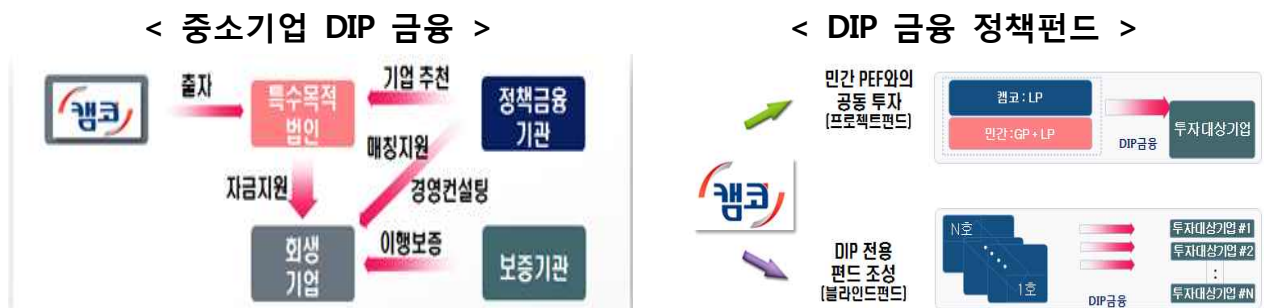 < 중소기업 DIP 금융 >
캠코
출자
특수목적
법인
기업 추천
정책금융
기관
매칭지원
자금지원
경영컨설팅
회생
기업
이행보증
보증기관
< DIP 금융 정책펀드 >
캠코
민간 PEF와의
공동 투자
(프로젝트펀드)
캠코 : LP
민간 : GP + LP
DIP금융
투자대상기업
DIP 전용
펀드 조성
(블라인드펀드)
N호
1호
DIP금융
투자대상기업 #1
투자대상기업 #2
:
투자대상기업 #N